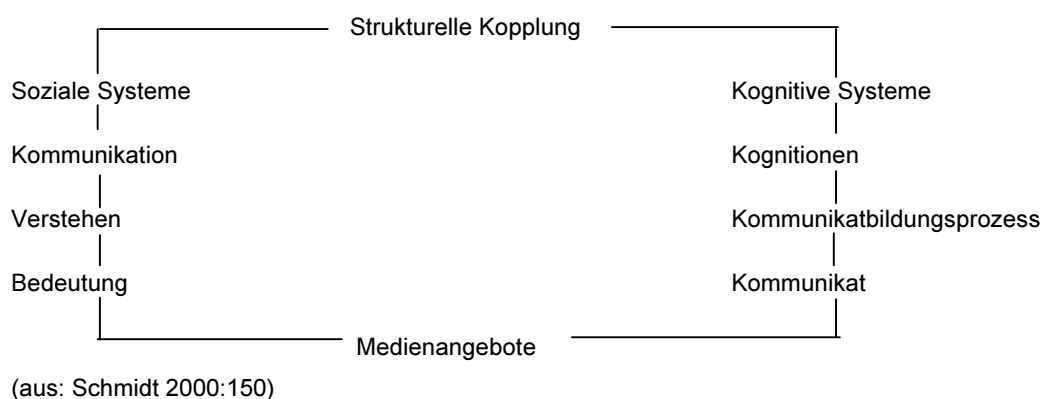 Strukturelle Kopplung
Soziale Systeme Kognitive Systeme
Kommunikation Kognitionen
Verstehen Kommunikatbildungsprozess
Bedeutung Kommunikat
Medienangebote
(aus: Schmidt 2000:150)